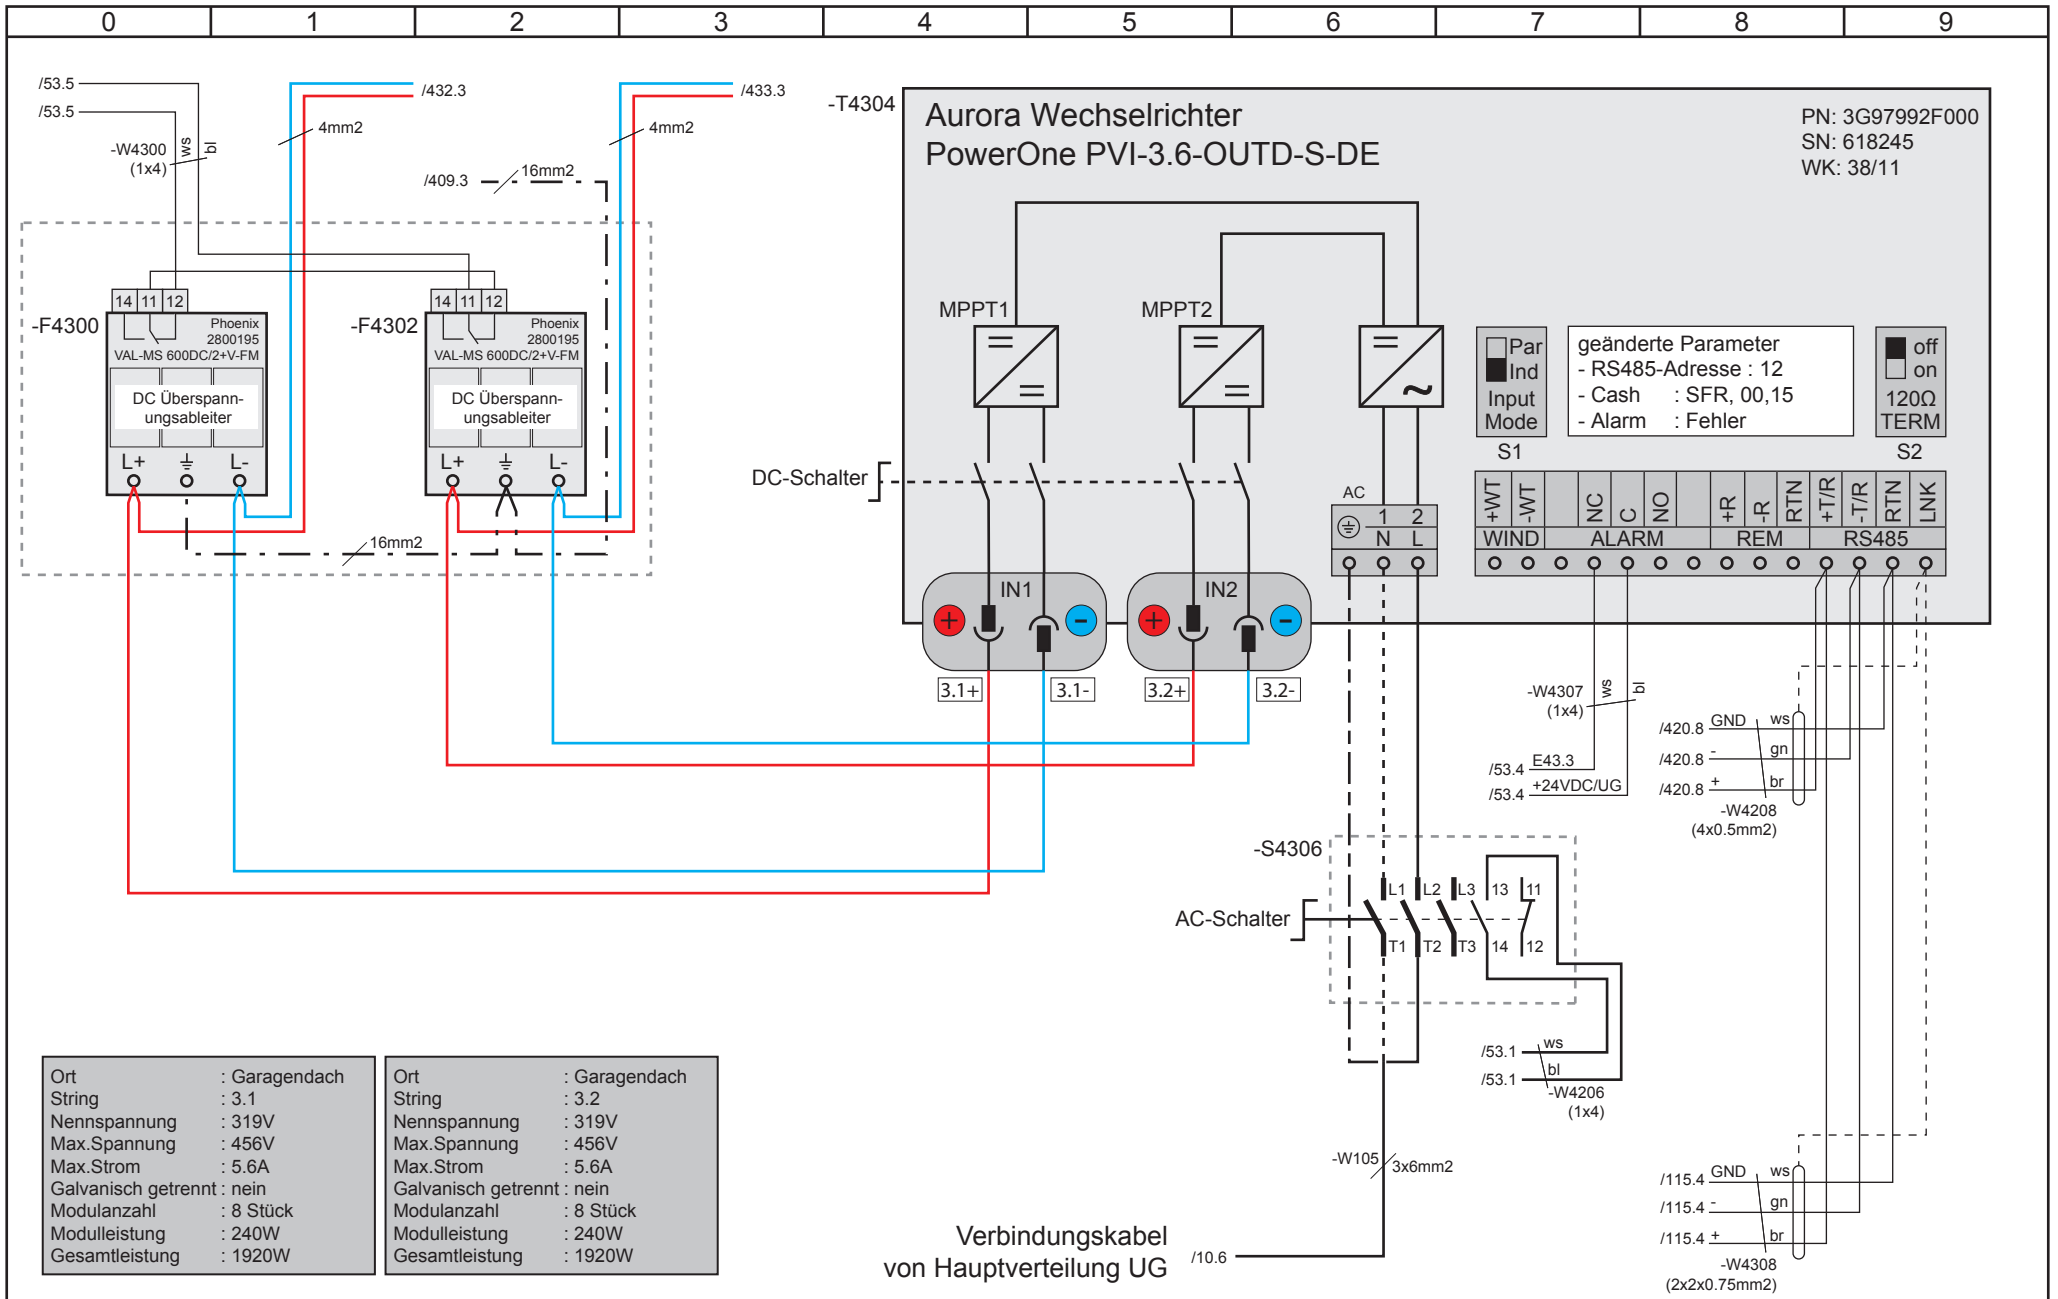 0 1 2 3 4 5 6 7 8 9
/53.5
/53.5
-W4300
(1x4)
ws
bl
4mm2
/432.3
/409.3
16mm2
4mm2
/433.3
-F4300
14 11 12
Phoenix
2800195
VAL-MS 600DC/2+V-FM
DC Überspann-
ungsableiter
L+ L-
-F4302
14 11 12
Phoenix
2800195
VAL-MS 600DC/2+V-FM
DC Überspann-
ungsableiter
L+ L-
16mm2
-T4304
Aurora Wechselrichter
PowerOne PVI-3.6-OUTD-S-DE
PN: 3G97992F000
SN: 618245
WK: 38/11
MPPT1
MPPT2
DC-Schalter
IN1
+ -
IN2
+ -
3.1+
3.1-
3.2+
3.2-
AC
1 2
N L
Par
Ind
Input
Mode
S1
geänderte Parameter
- RS485-Adresse : 12
- Cash : SFR, 00,15
- Alarm : Fehler
off
on
120Ω
TERM
S2
+WT -WT NC C NO +R -R RTN +T/R -T/R RTN LNK
WIND ALARM REM RS485
-W4307
(1x4)
ws
bl
/53.4 E43.3
/53.4 +24VDC/UG
/420.8 GND ws
/420.8 - gn
/420.8 + br
-W4208
(4x0.5mm2)
-S4306
AC-Schalter
L1 L2 L3 13 11
T1 T2 T3 14 12
/53.1 ws
/53.1 bl
-W4206
(1x4)
-W105
3x6mm2
Verbindungskabel
von Hauptverteilung UG
/10.6
/115.4 GND ws
/115.4 - gn
/115.4 + br
-W4308
(2x2x0.75mm2)
Ort : Garagendach
String : 3.1
Nennspannung : 319V
Max.Spannung : 456V
Max.Strom : 5.6A
Galvanisch getrennt : nein
Modulanzahl : 8 Stück
Modulleistung : 240W
Gesamtleistung : 1920W
Ort : Garagendach
String : 3.2
Nennspannung : 319V
Max.Spannung : 456V
Max.Strom : 5.6A
Galvanisch getrennt : nein
Modulanzahl : 8 Stück
Modulleistung : 240W
Gesamtleistung : 1920W